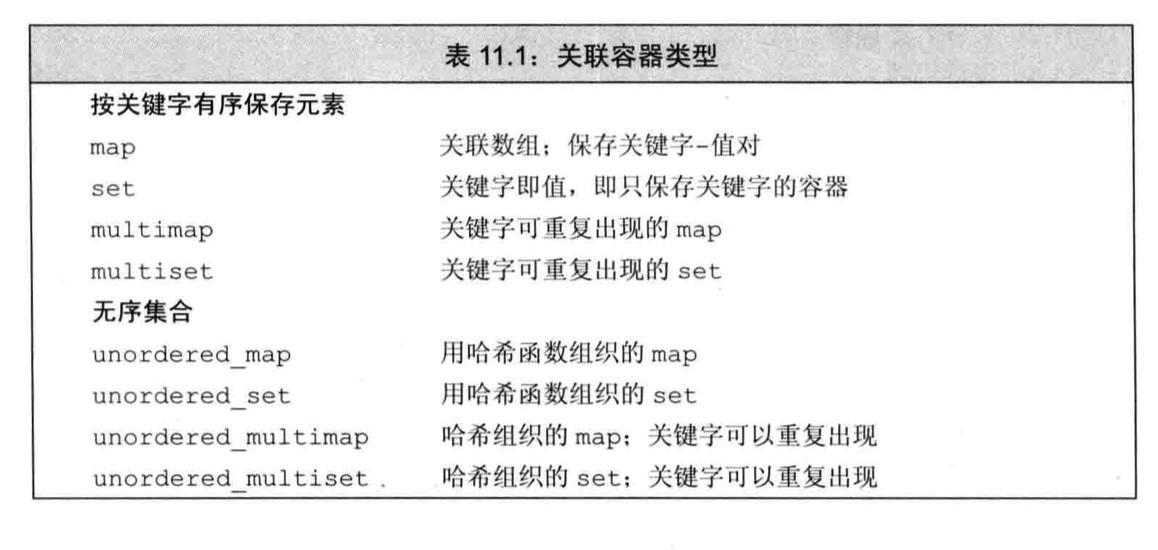 表 11.1：关联容器类型
按关键字有序保存元素
map 关联数组；保存关键字-值对
set 关键字即值，即只保存关键字的容器
multimap 关键字可重复出现的 map
multiset 关键字可重复出现的 set
无序集合
unordered_map 用哈希函数组织的 map
unordered_set 用哈希函数组织的 set
unordered_multimap 哈希组织的 map；关键字可以重复出现
unordered_multiset 哈希组织的 set；关键字可以重复出现